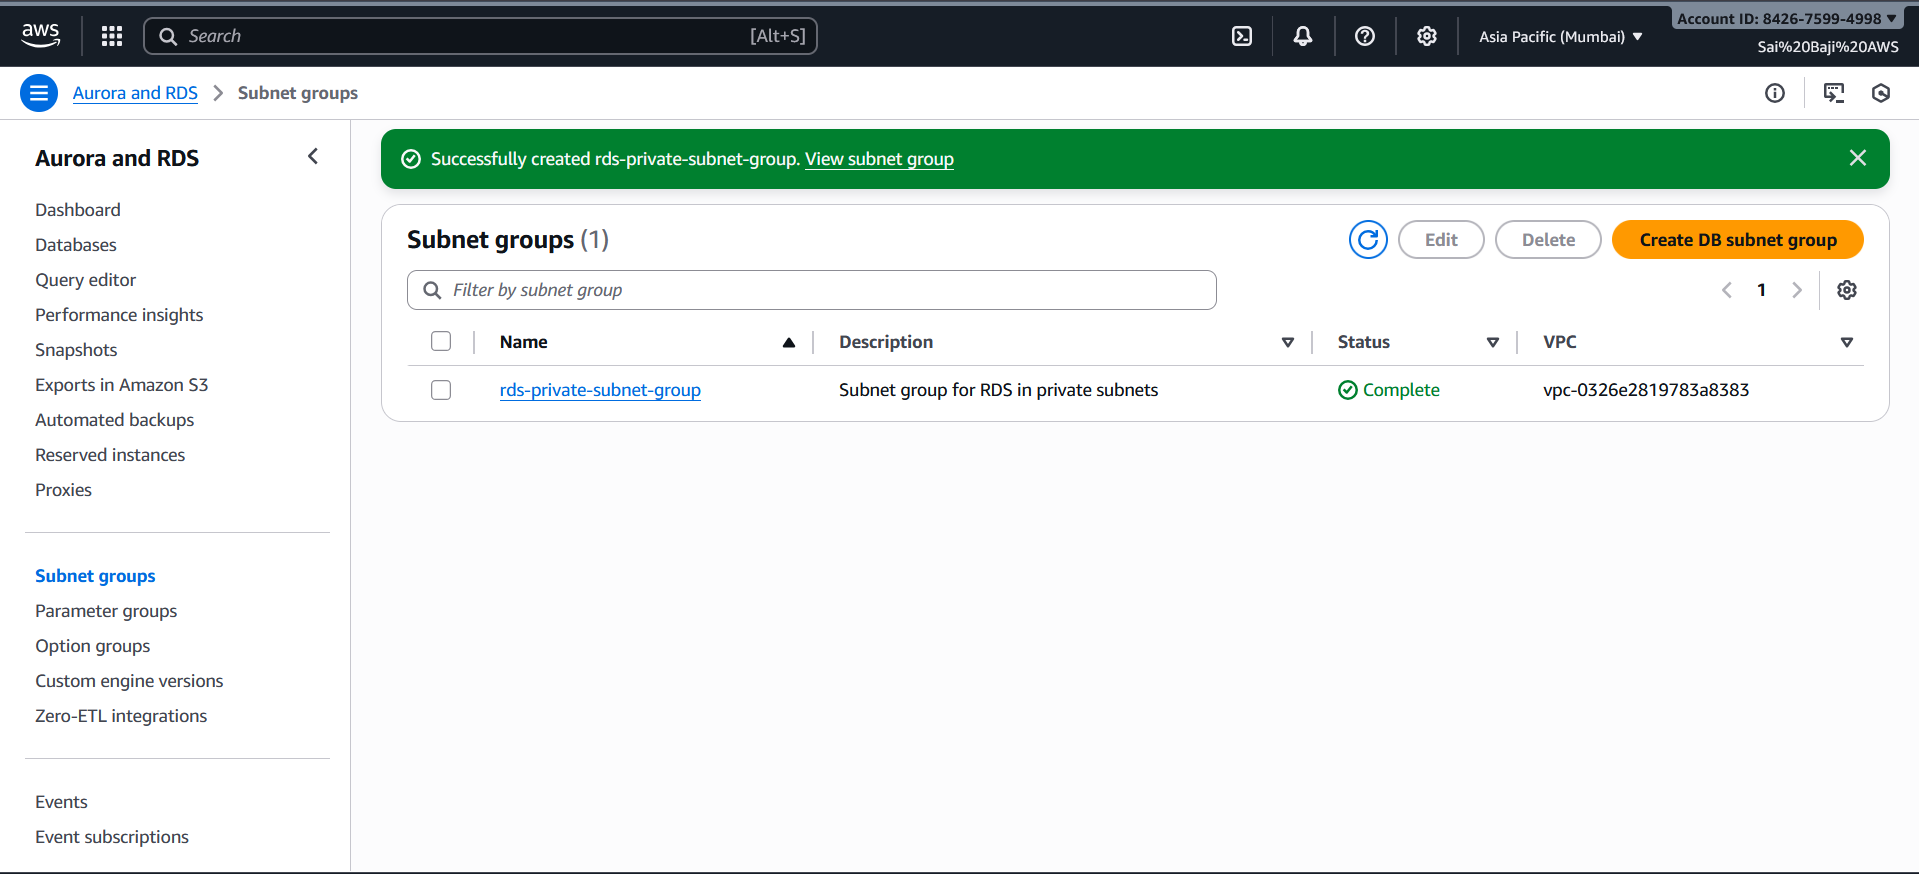 aws
Search [Alt+S]
Asia Pacific (Mumbai)
Account ID: 8426-7599-4998
Sai%20Baji%20AWS
Aurora and RDS
Subnet groups
Aurora and RDS
Dashboard
Databases
Query editor
Performance insights
Snapshots
Exports in Amazon S3
Automated backups
Reserved instances
Proxies
Subnet groups
Parameter groups
Option groups
Custom engine versions
Zero-ETL integrations
Events
Event subscriptions
Successfully created rds-private-subnet-group. View subnet group
Subnet groups (1)
Edit
Delete
Create DB subnet group
Filter by subnet group
1
Name Description Status VPC
rds-private-subnet-group Subnet group for RDS in private subnets Complete vpc-0326e2819783a8383